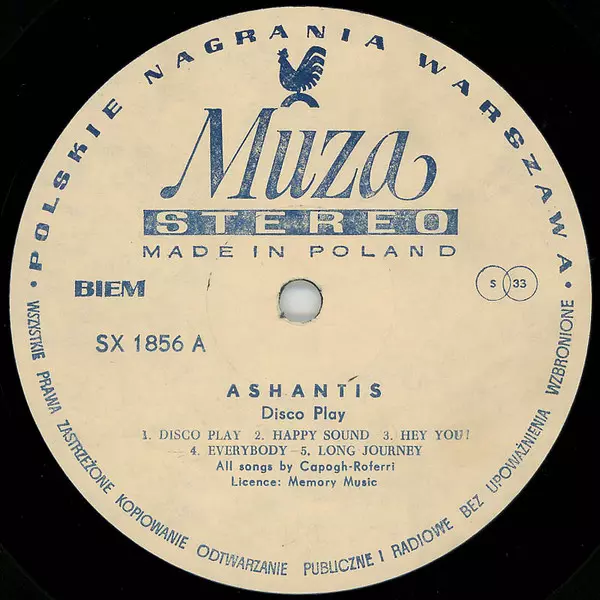 POLSKIE NAGRANIA WARSZAWA
Muza
STEREO
MADE IN POLAND
BIEM
S 33
SX 1856 A
ASHANTIS
Disco Play
1. DISCO PLAY 2. HAPPY SOUND 3. HEY YOU!
4. EVERYBODY - 5. LONG JOURNEY
All songs by Capogh-Roferri
Licence: Memory Music
WSZYSTKIE PRAWA ZASTRZEŻONE KOPIOWANIE ODTWARZANIE PUBLICZNE I RADIOWE BEZ UPOWAŻNIENIA WZBRONIONE